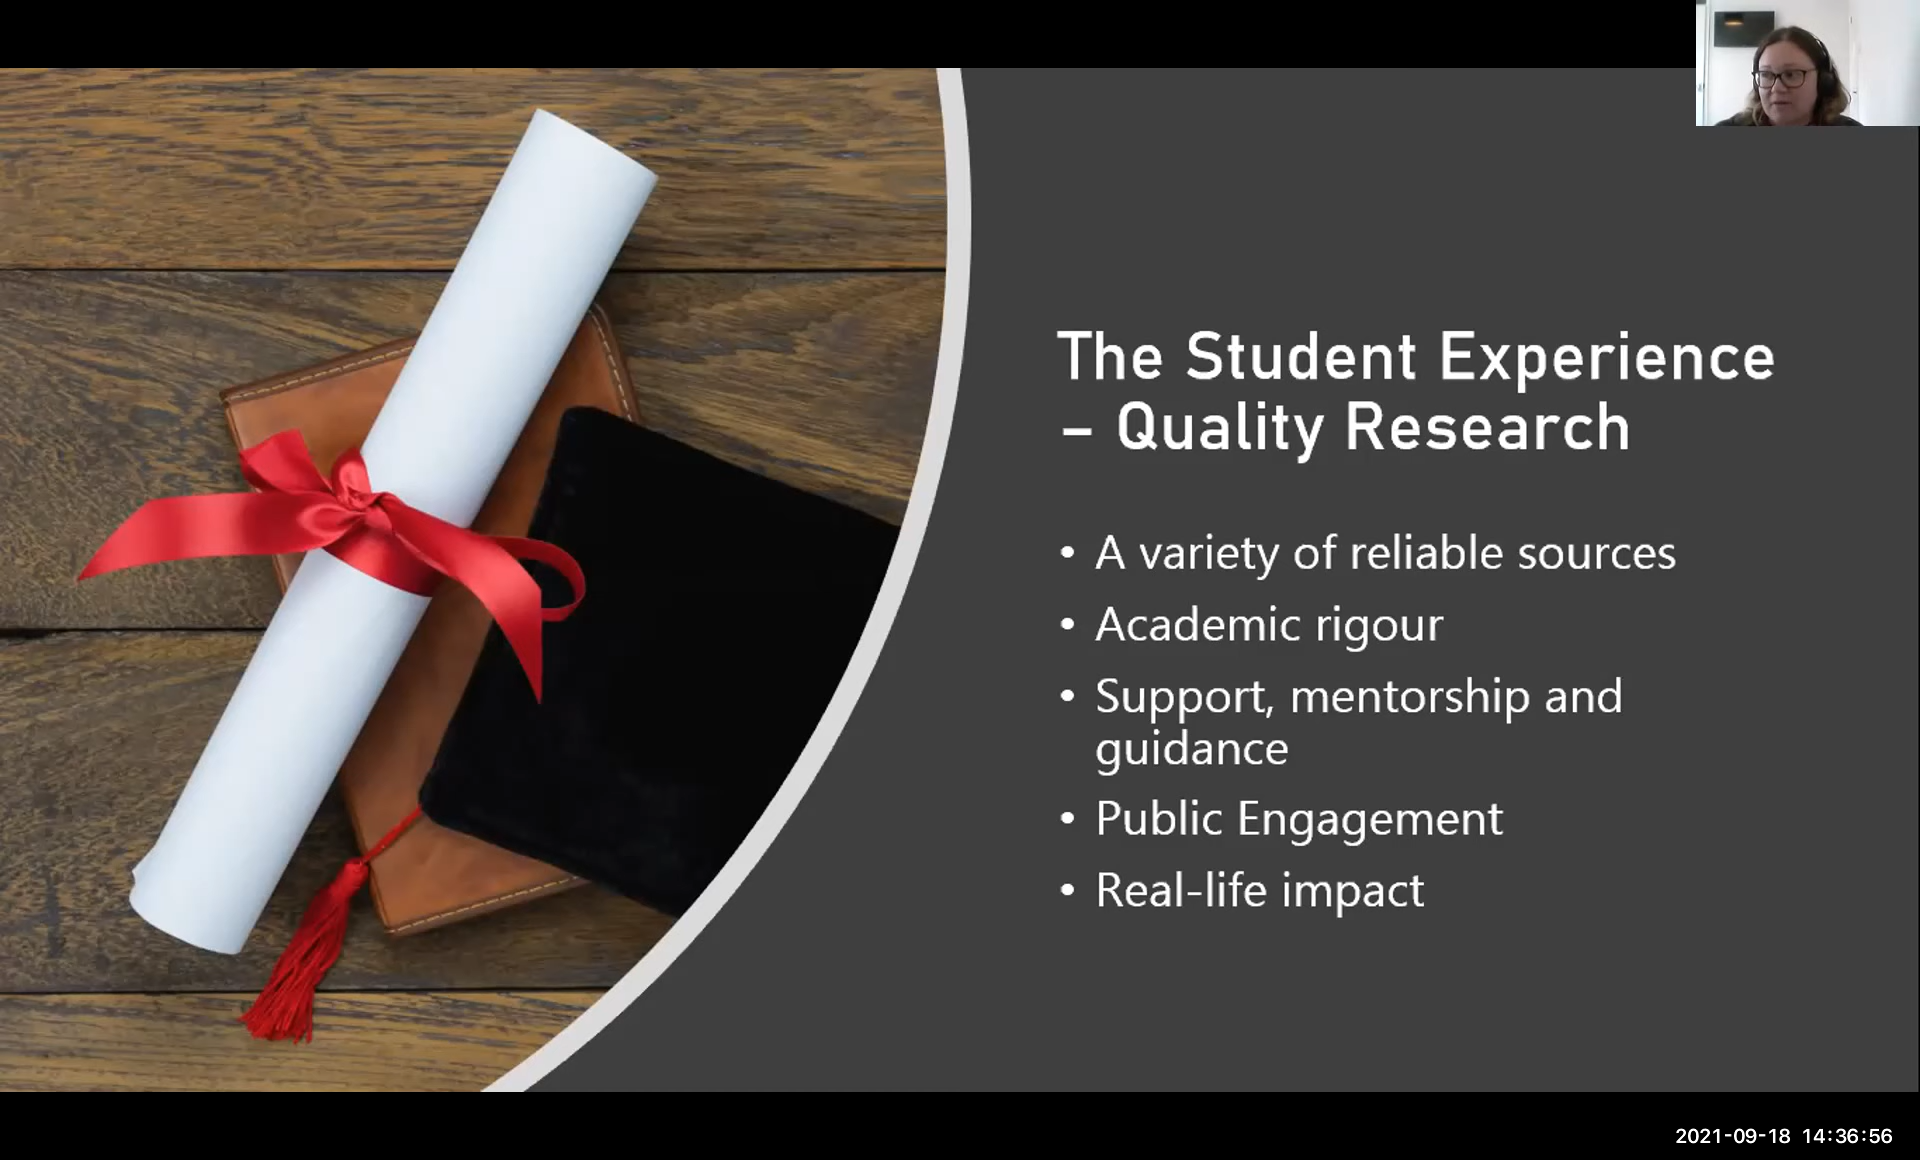 The Student Experience
– Quality Research
• A variety of reliable sources
• Academic rigour
• Support, mentorship and
guidance
• Public Engagement
• Real-life impact
2021-09-18 14:36:56